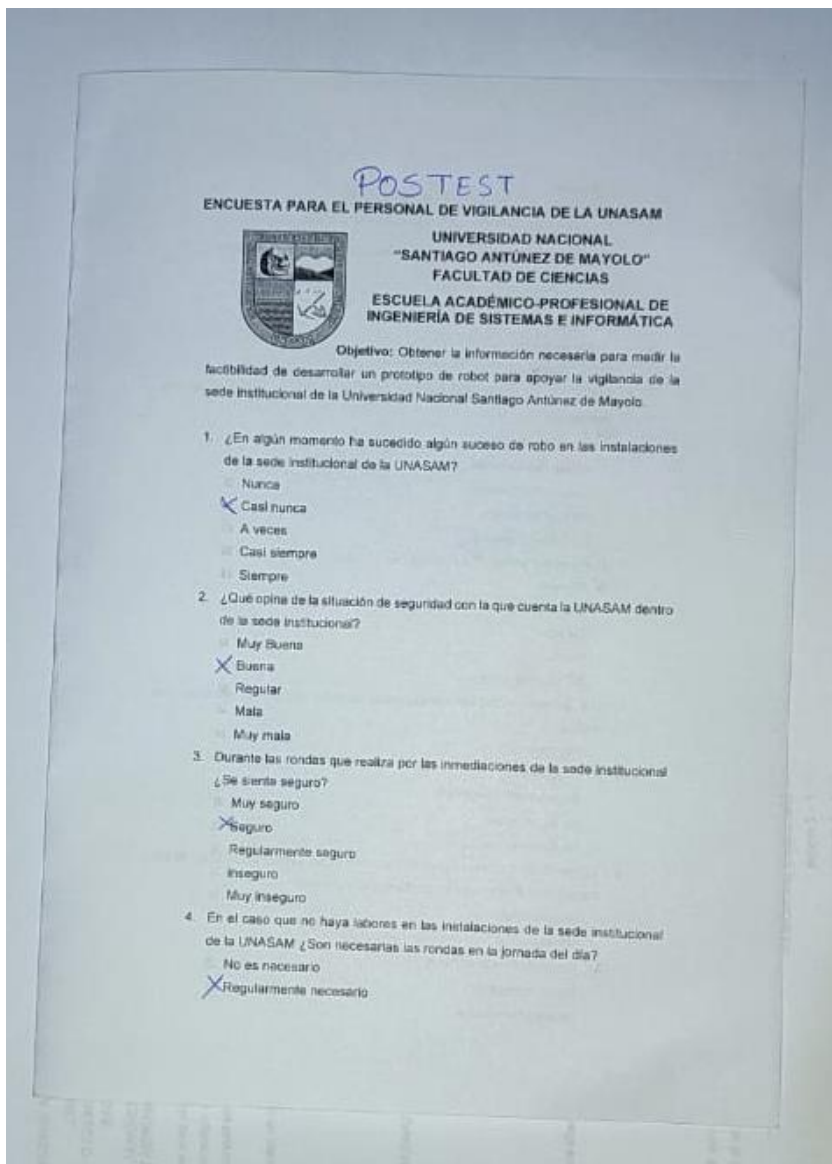 POSTEST
ENCUESTA PARA EL PERSONAL DE VIGILANCIA DE LA UNASAM
UNIVERSIDAD NACIONAL
"SANTIAGO ANTÚNEZ DE MAYOLO"
FACULTAD DE CIENCIAS
ESCUELA ACADÉMICO-PROFESIONAL DE
INGENIERÍA DE SISTEMAS E INFORMÁTICA
Objetivo: Obtener la información necesaria para medir la
factibilidad de desarrollar un prototipo de robot para apoyar la vigilancia de la
sede institucional de la Universidad Nacional Santiago Antúnez de Mayolo.
1. ¿En algún momento ha sucedido algún suceso de robo en las instalaciones
de la sede institucional de la UNASAM?
Nunca
X Casi nunca
A veces
Casi siempre
Siempre
2. ¿Qué opina de la situación de seguridad con la que cuenta la UNASAM dentro
de la sede institucional?
Muy Buena
X Buena
Regular
Mala
Muy mala
3. Durante las rondas que realiza por las inmediaciones de la sede institucional
¿Se siente seguro?
Muy seguro
X Seguro
Regularmente seguro
Inseguro
Muy inseguro
4. En el caso que no haya labores en las instalaciones de la sede institucional
de la UNASAM ¿Son necesarias las rondas en la jornada del día?
No es necesario
X Regularmente necesario